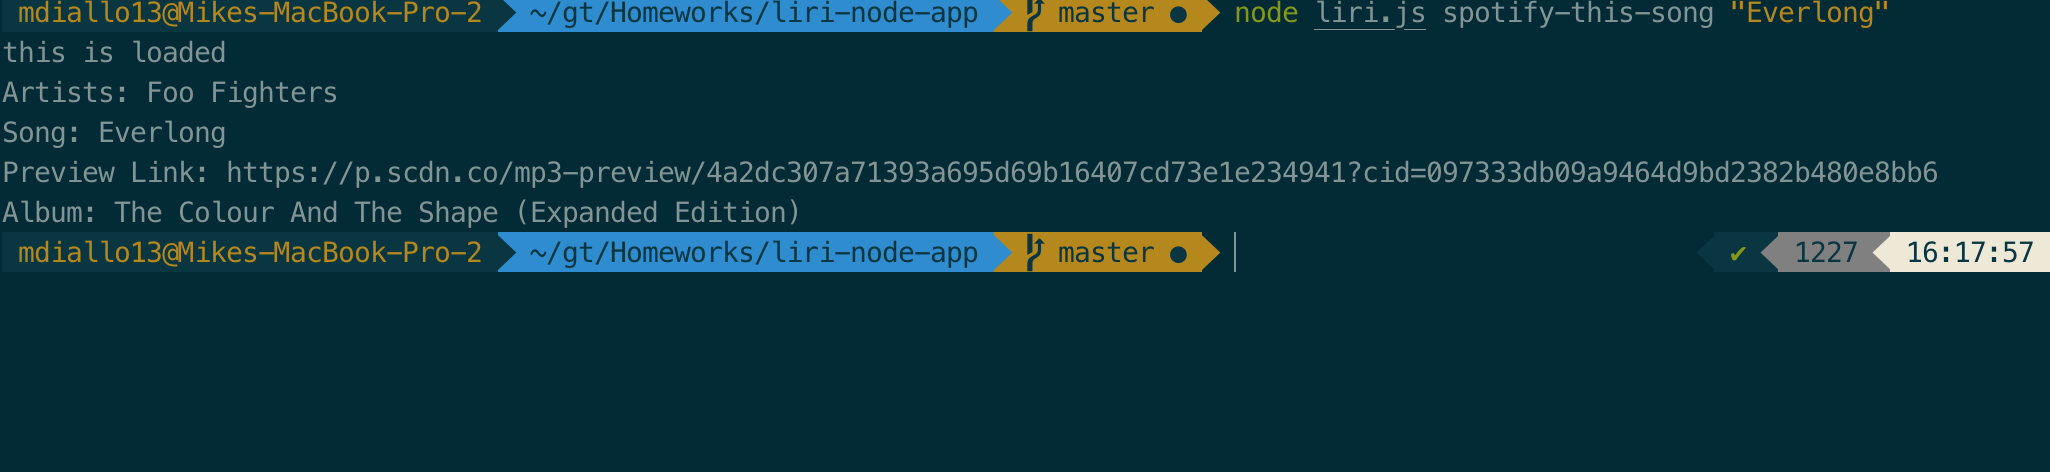 mdiallo13@Mikes-MacBook-Pro-2 ~/gt/Homeworks/liri-node-app master ● node liri.js spotify-this-song "Everlong"
this is loaded
Artists: Foo Fighters
Song: Everlong
Preview Link: https://p.scdn.co/mp3-preview/4a2dc307a71393a695d69b16407cd73e1e234941?cid=097333db09a9464d9bd2382b480e8bb6
Album: The Colour And The Shape (Expanded Edition)
mdiallo13@Mikes-MacBook-Pro-2 ~/gt/Homeworks/liri-node-app master ● ✔ 1227 16:17:57